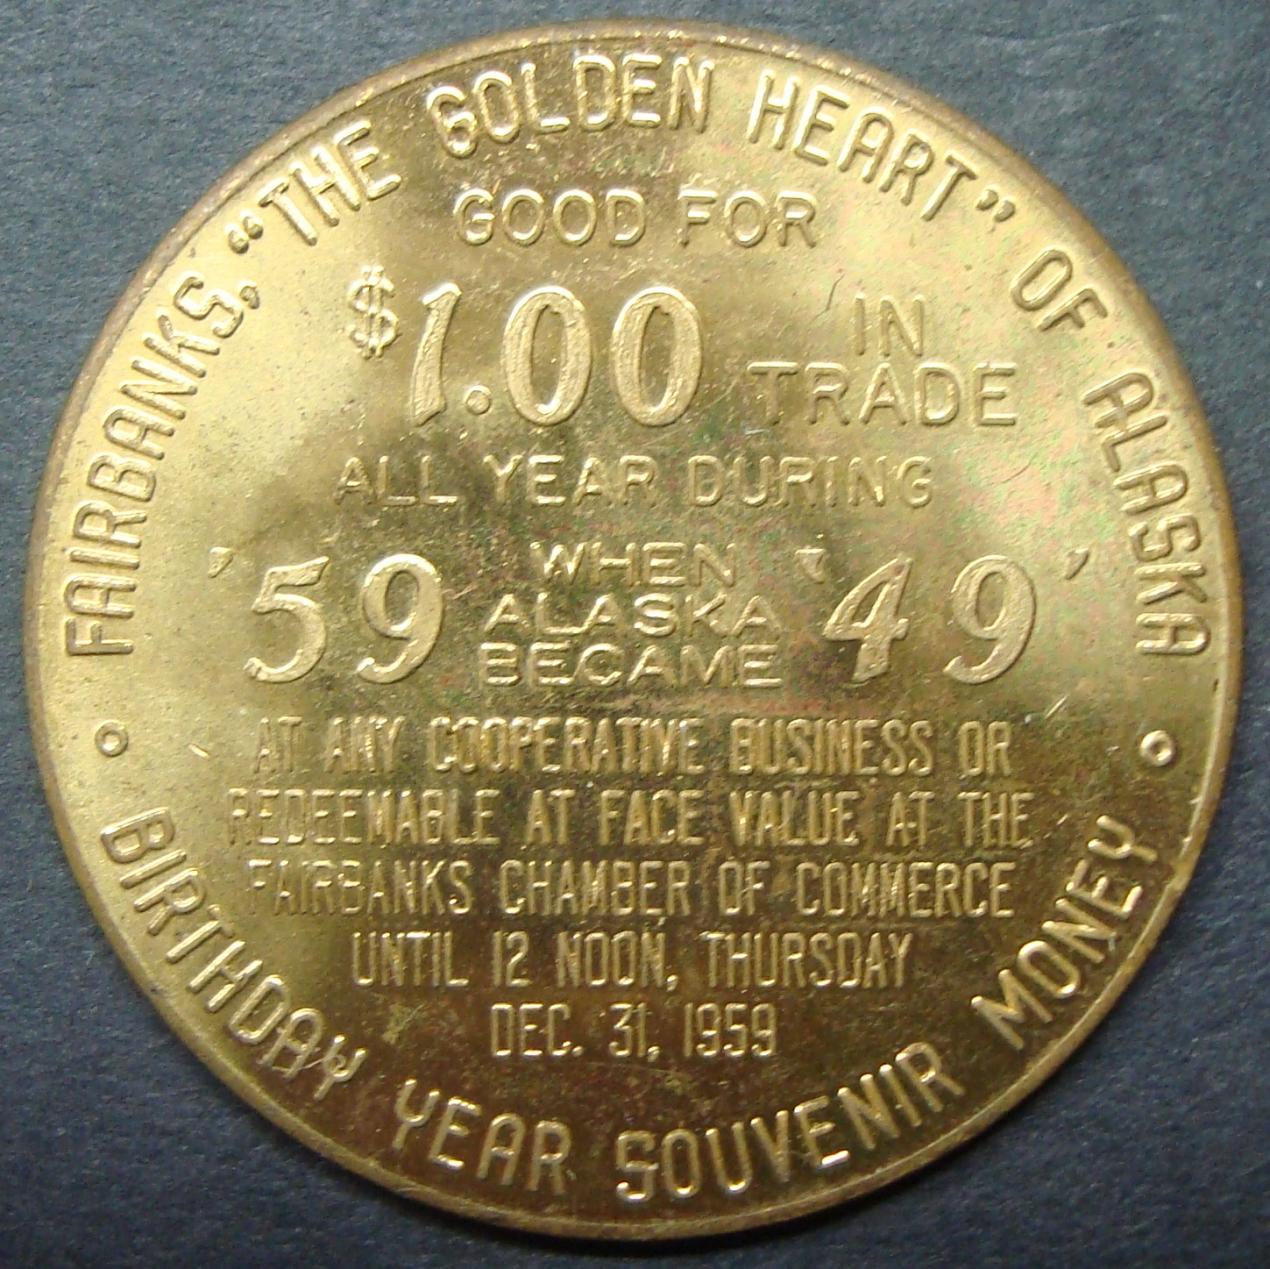 FAIRBANKS, “THE GOLDEN HEART” OF ALASKA
GOOD FOR
$1.00 IN TRADE
ALL YEAR DURING
'59 WHEN ALASKA BECAME '49'
AT ANY COOPERATIVE BUSINESS OR
REDEEMABLE AT FACE VALUE AT THE
FAIRBANKS CHAMBER OF COMMERCE
UNTIL 12 NOON, THURSDAY
DEC. 31, 1959
BIRTHDAY YEAR SOUVENIR MONEY